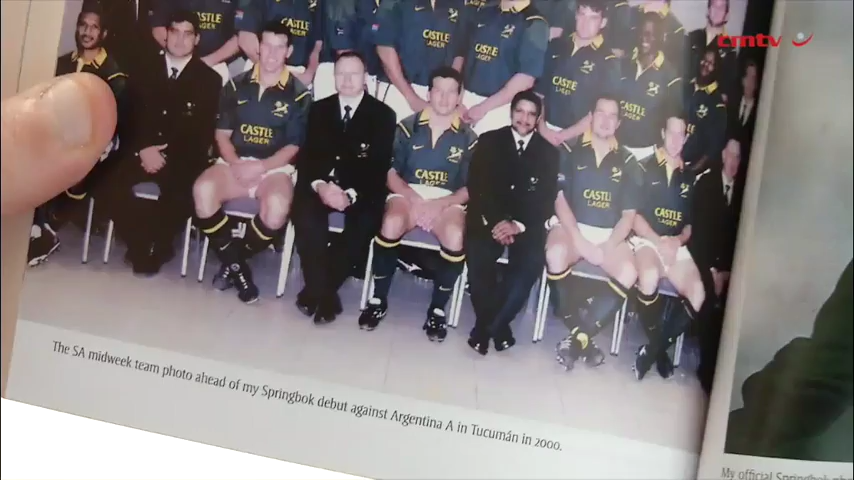 cmtv
CASTLE
CASTLE
LAGER
CASTLE
LAGER
CASTLE
LAGER
CASTLE
LAGER
CASTLE
LAGER
CASTLE
LAGER
CASTLE
LAGER
CASTLE
LAGER
CASTLE
LAGER
The SA midweek team photo ahead of my Springbok debut against Argentina A in Tucumán in 2000.
My official Springbok